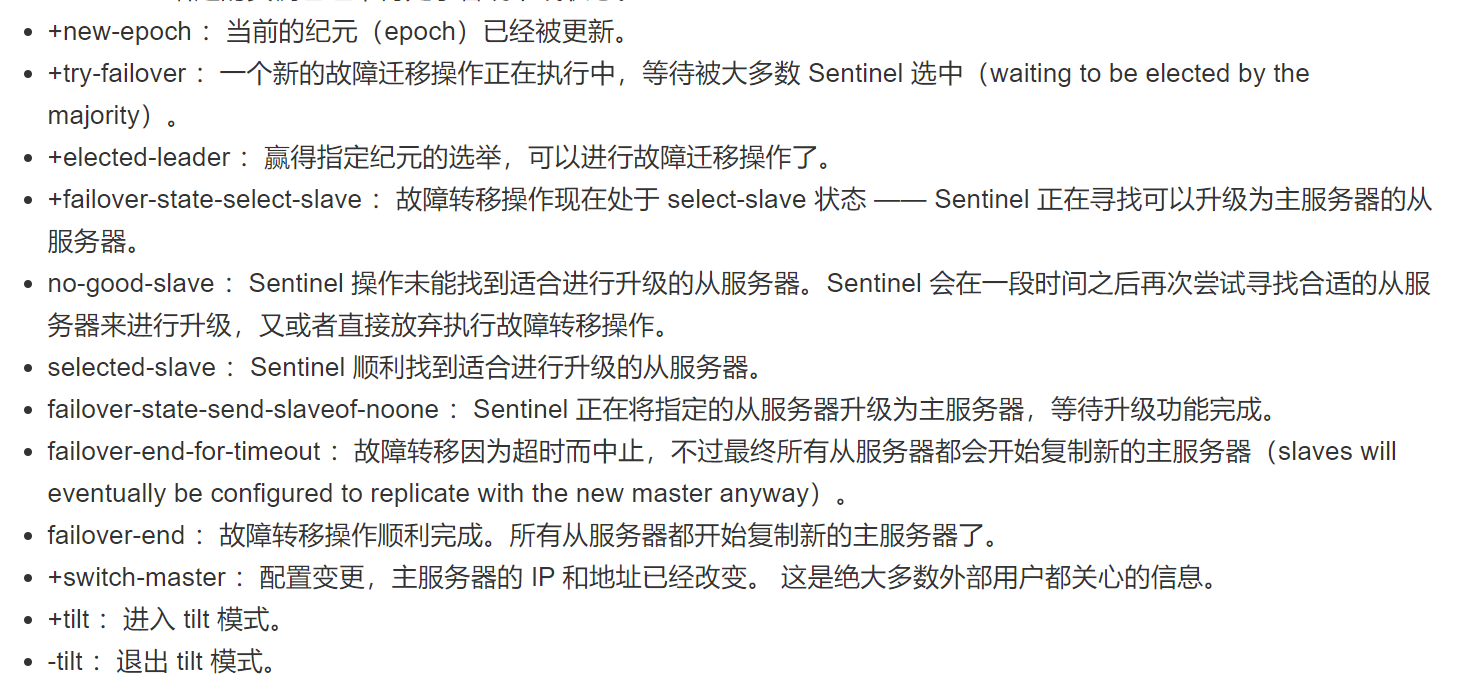 +new-epoch ：当前的纪元（epoch）已经被更新。
+try-failover ：一个新的故障迁移操作正在执行中，等待被大多数 Sentinel 选中（waiting to be elected by the
majority）。
+elected-leader ：赢得指定纪元的选举，可以进行故障迁移操作了。
+failover-state-select-slave ：故障转移操作现在处于 select-slave 状态 —— Sentinel 正在寻找可以升级为主服务器的从
服务器。
no-good-slave ：Sentinel 操作未能找到适合进行升级的从服务器。Sentinel 会在一段时间之后再次尝试寻找合适的从服
务器来进行升级，又或者直接放弃执行故障转移操作。
selected-slave ：Sentinel 顺利找到适合进行升级的从服务器。
failover-state-send-slaveof-noone ：Sentinel 正在将指定的从服务器升级为主服务器，等待升级功能完成。
failover-end-for-timeout ：故障转移因为超时而中止，不过最终所有从服务器都会开始复制新的主服务器（slaves will
eventually be configured to replicate with the new master anyway）。
failover-end ：故障转移操作顺利完成。所有从服务器都开始复制新的主服务器了。
+switch-master ：配置变更，主服务器的 IP 和地址已经改变。 这是绝大多数外部用户都关心的信息。
+tilt ：进入 tilt 模式。
-tilt ：退出 tilt 模式。